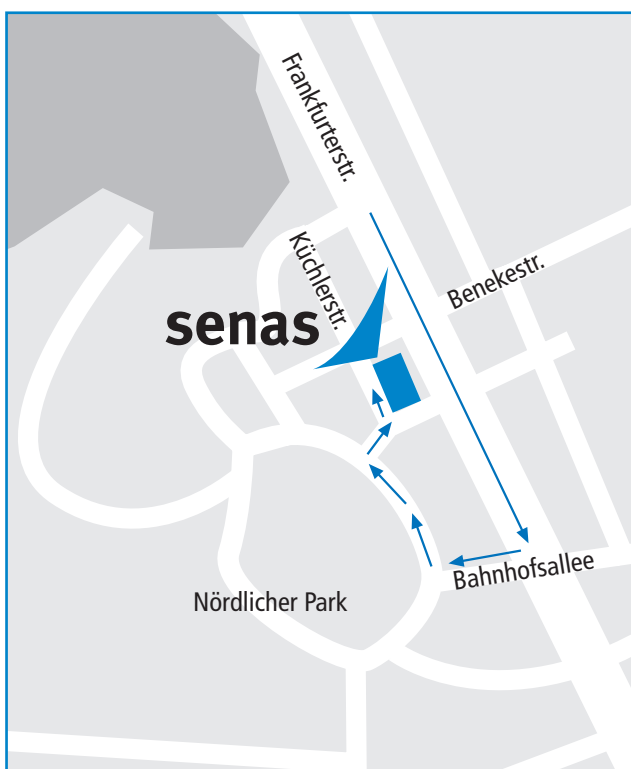 Frankfurterstr.
Küchlerstr.
Benekestr.
senas
Bahnhofsallee
Nördlicher Park